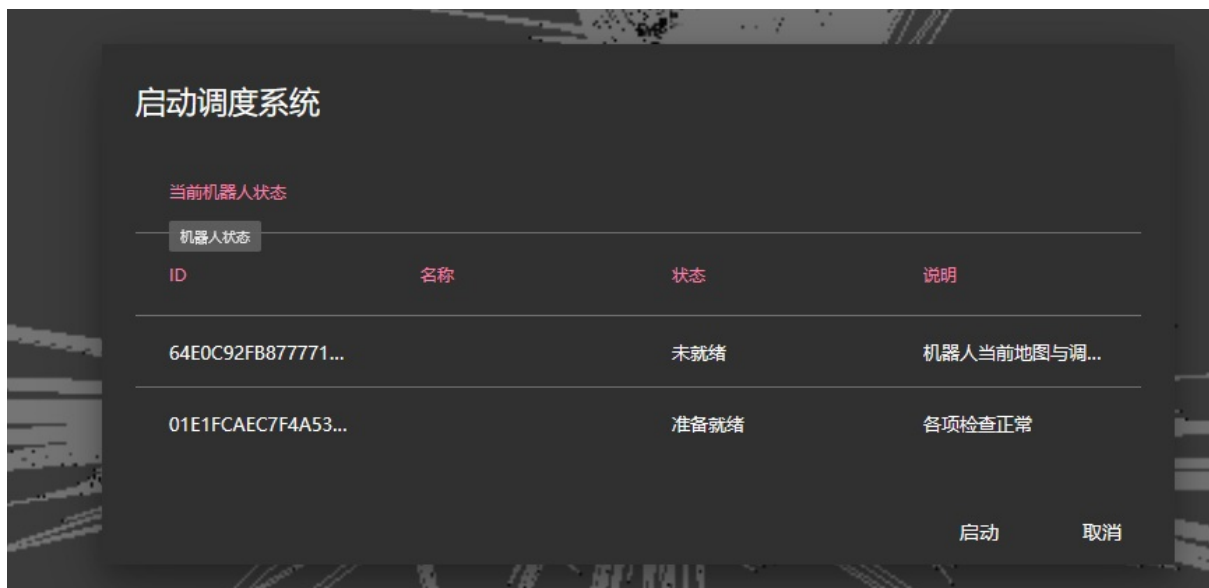 启动调度系统
当前机器人状态
机器人状态
ID 名称 状态 说明
64E0C92FB877771... 未就绪 机器人当前地图与调...
01E1FCAEC7F4A53... 准备就绪 各项检查正常
启动 取消